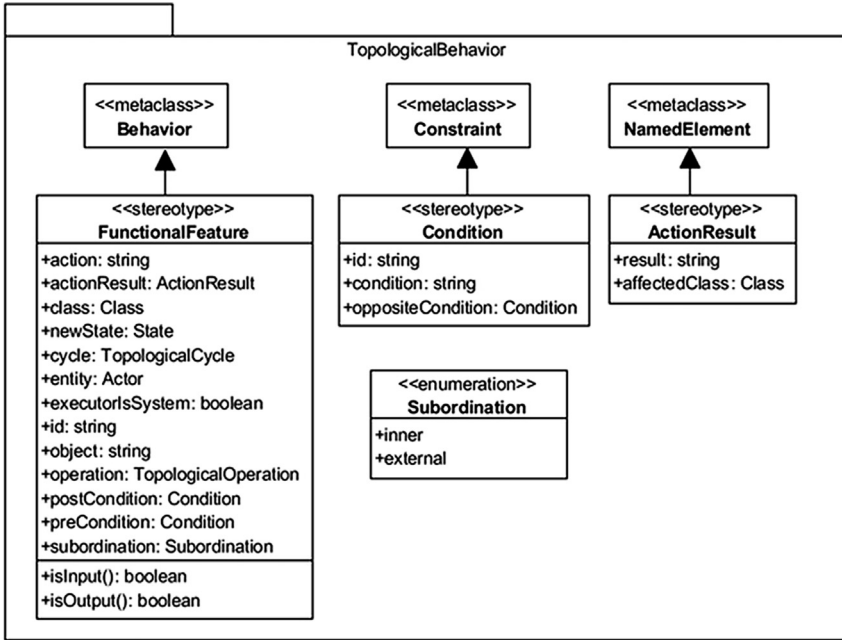 TopologicalBehavior
<<metaclass>>
Behavior
<<metaclass>>
Constraint
<<metaclass>>
NamedElement
<<stereotype>>
FunctionalFeature
+action: string
+actionResult: ActionResult
+class: Class
+newState: State
+cycle: TopologicalCycle
+entity: Actor
+executorIsSystem: boolean
+id: string
+object: string
+operation: TopologicalOperation
+postCondition: Condition
+preCondition: Condition
+subordination: Subordination
+isInput(): boolean
+isOutput(): boolean
<<stereotype>>
Condition
+id: string
+condition: string
+oppositeCondition: Condition
<<stereotype>>
ActionResult
+result: string
+affectedClass: Class
<<enumeration>>
Subordination
+inner
+external